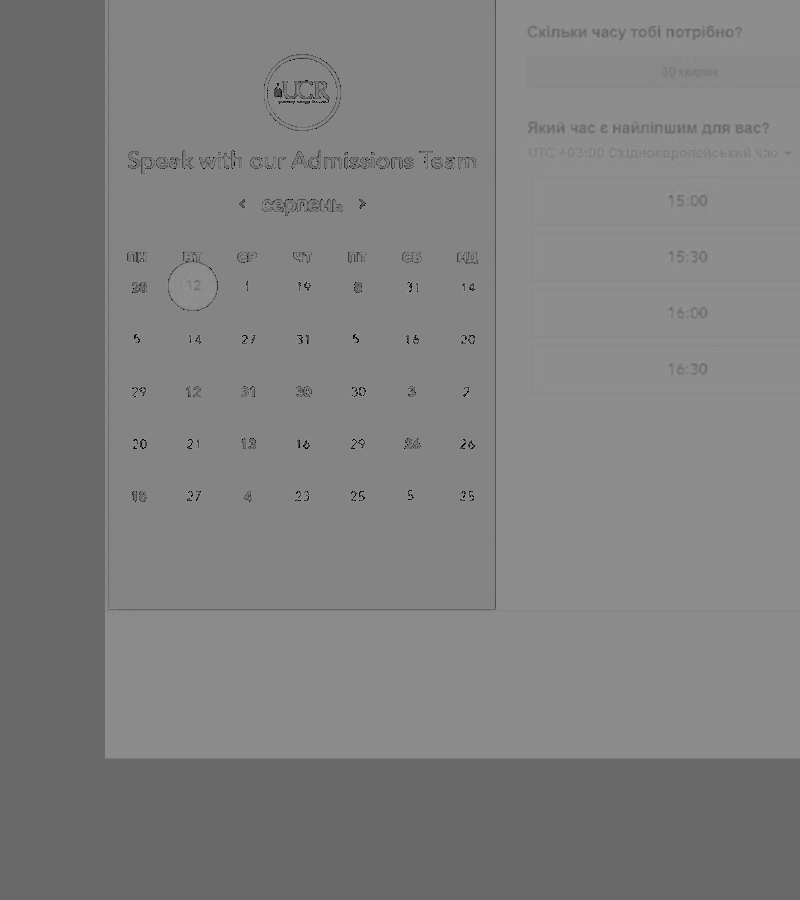 UCR
Speak with our Admissions Team
< серпень >
ПН ВТ СР ЧТ ПТ СБ НД
28 12 1 19 8 31 14
5 14 27 31 5 16 20
29 12 31 30 30 3 2
20 21 13 16 29 26 26
18 27 4 23 25 5 25
Скільки часу тобі потрібно?
30 хвилин
Який час є найліпшим для вас?
UTC +03:00 Східноєвропейський час
15:00
15:30
16:00
16:30